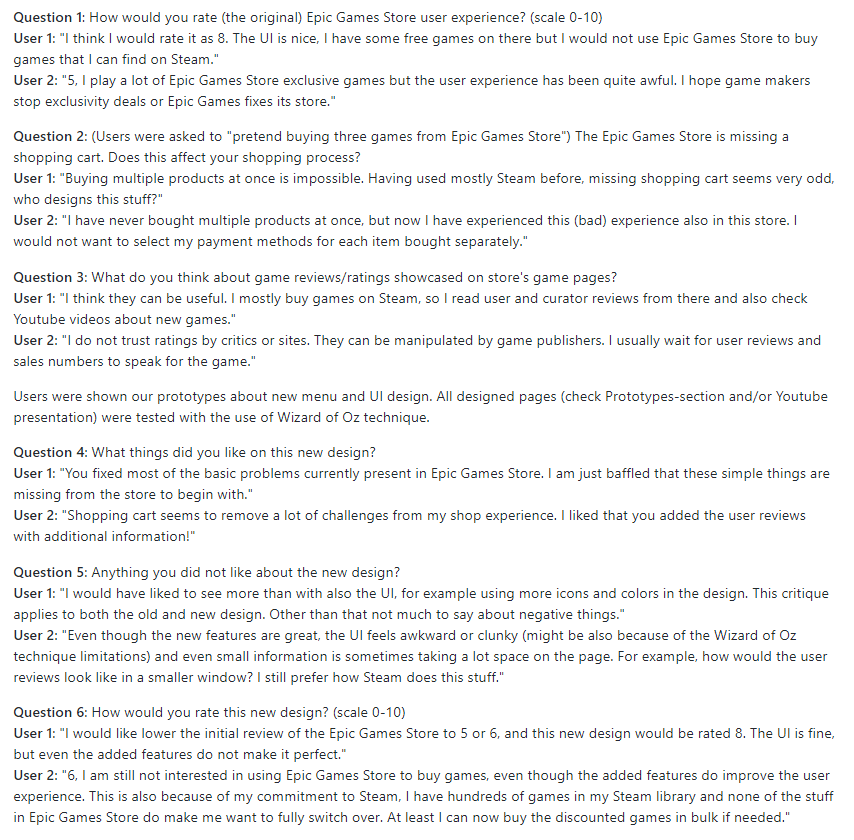 Question 1: How would you rate (the original) Epic Games Store user experience? (scale 0-10)
User 1: "I think I would rate it as 8. The UI is nice, I have some free games on there but I would not use Epic Games Store to buy
games that I can find on Steam."
User 2: "5, I play a lot of Epic Games Store exclusive games but the user experience has been quite awful. I hope game makers
stop exclusivity deals or Epic Games fixes its store."
Question 2: (Users were asked to "pretend buying three games from Epic Games Store") The Epic Games Store is missing a
shopping cart. Does this affect your shopping process?
User 1: "Buying multiple products at once is impossible. Having used mostly Steam before, missing shopping cart seems very odd,
who designs this stuff?"
User 2: "I have never bought multiple products at once, but now I have experienced this (bad) experience also in this store. I
would not want to select my payment methods for each item bought separately."
Question 3: What do you think about game reviews/ratings showcased on store's game pages?
User 1: "I think they can be useful. I mostly buy games on Steam, so I read user and curator reviews from there and also check
Youtube videos about new games."
User 2: "I do not trust ratings by critics or sites. They can be manipulated by game publishers. I usually wait for user reviews and
sales numbers to speak for the game."
Users were shown our prototypes about new menu and UI design. All designed pages (check Prototypes-section and/or Youtube
presentation) were tested with the use of Wizard of Oz technique.
Question 4: What things did you like on this new design?
User 1: "You fixed most of the basic problems currently present in Epic Games Store. I am just baffled that these simple things are
missing from the store to begin with."
User 2: "Shopping cart seems to remove a lot of challenges from my shop experience. I liked that you added the user reviews
with additional information!"
Question 5: Anything you did not like about the new design?
User 1: "I would have liked to see more than with also the UI, for example using more icons and colors in the design. This critique
applies to both the old and new design. Other than that not much to say about negative things."
User 2: "Even though the new features are great, the UI feels awkward or clunky (might be also because of the Wizard of Oz
technique limitations) and even small information is sometimes taking a lot space on the page. For example, how would the user
reviews look like in a smaller window? I still prefer how Steam does this stuff."
Question 6: How would you rate this new design? (scale 0-10)
User 1: "I would like lower the initial review of the Epic Games Store to 5 or 6, and this new design would be rated 8. The UI is fine,
but even the added features do not make it perfect."
User 2: "6, I am still not interested in using Epic Games Store to buy games, even though the added features do improve the user
experience. This is also because of my commitment to Steam, I have hundreds of games in my Steam library and none of the stuff
in Epic Games Store do make me want to fully switch over. At least I can now buy the discounted games in bulk if needed."